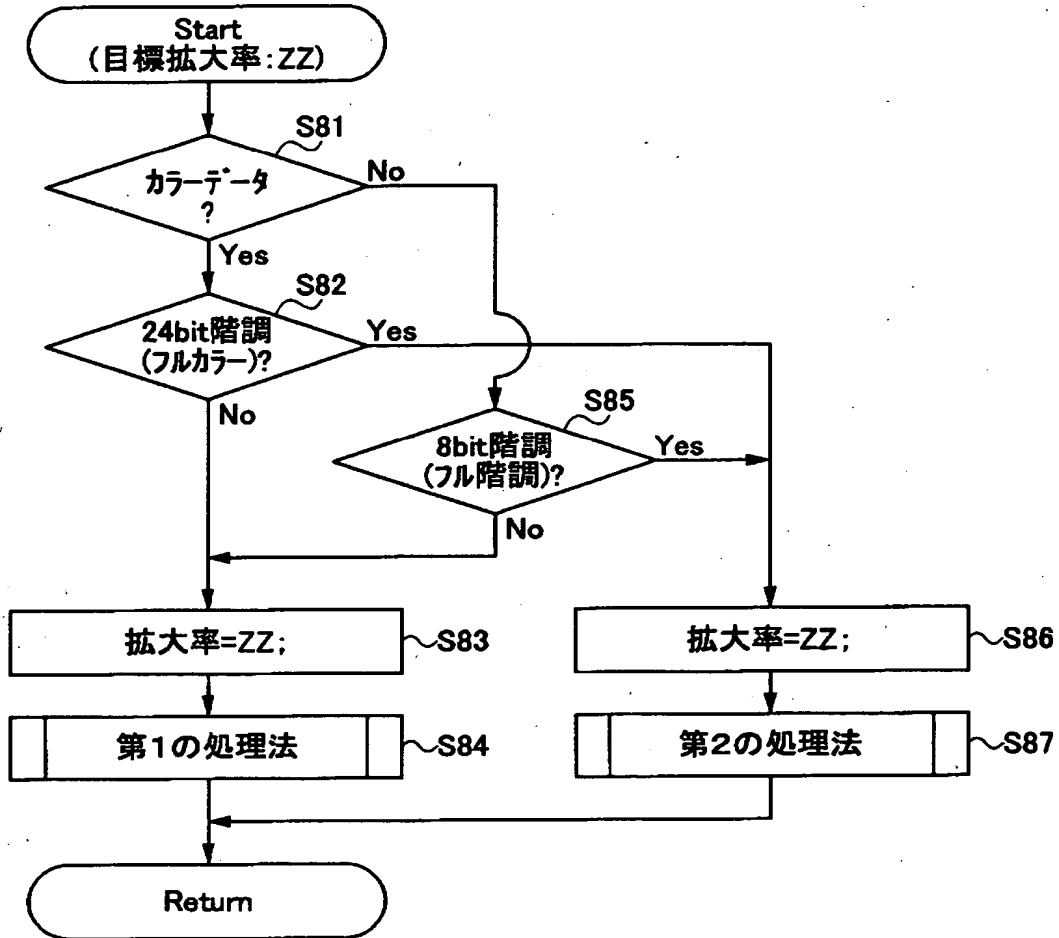 Start
(目標拡大率:ZZ)
S81
カラーデータ
?
No
Yes
S82
24bit階調
(フルカラー)?
Yes
No
S85
8bit階調
(フル階調)?
Yes
No
拡大率=ZZ;
S83
拡大率=ZZ;
S86
第1の処理法
S84
第2の処理法
S87
Return